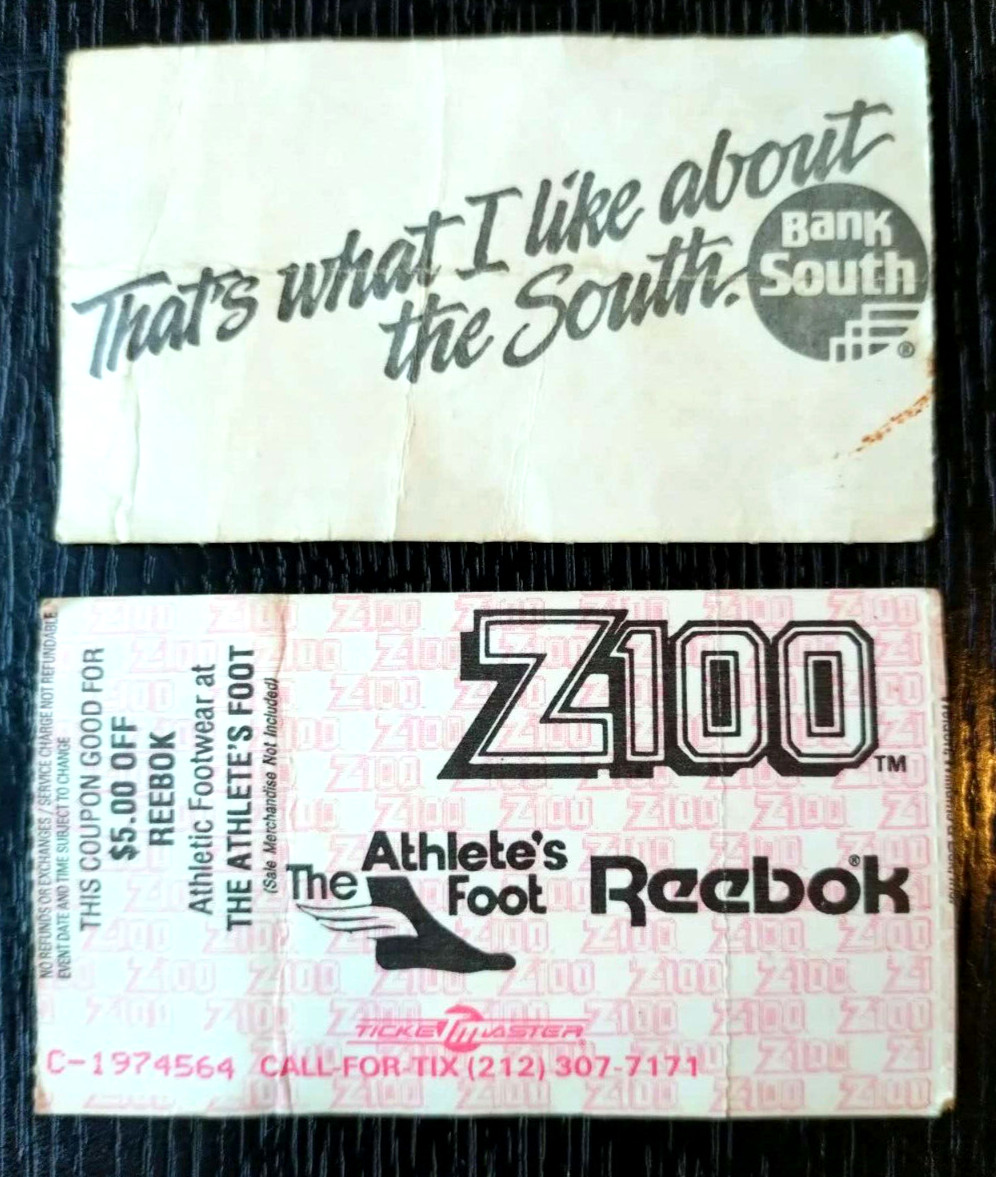 That's what I like about
the South.
Bank
South
®
NO REFUNDS OR EXCHANGES / SERVICE CHARGE NOT REFUNDABLE
EVENT DATE AND TIME SUBJECT TO CHANGE
THIS COUPON GOOD FOR
$5.00 OFF
REEBOK
Athletic Footwear at
THE ATHLETE'S FOOT
(Sale Merchandise Not Included)
Z100™
The Athlete's
Foot
Reebok®
TICKETMASTER
C-1974564 CALL-FOR-TIX (212) 307-7171